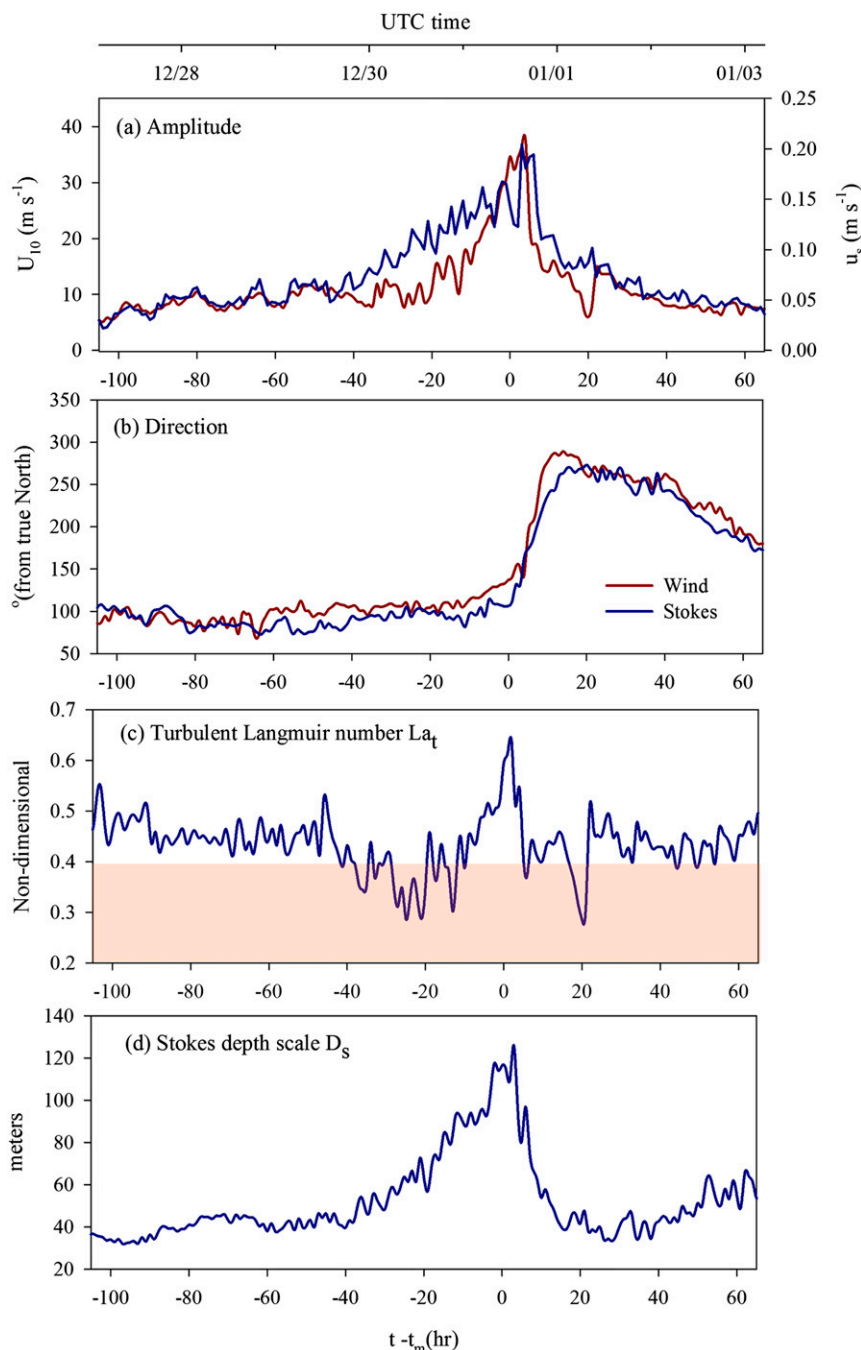 UTC time
12/28 12/30 01/01 01/03
(a) Amplitude
U10 (m s-1)
us (m s-1)
40
30
20
10
0
0.25
0.20
0.15
0.10
0.05
0.00
-100 -80 -60 -40 -20 0 20 40 60
(b) Direction
o(from true North)
350
300
250
200
150
100
50
Wind
Stokes
-100 -80 -60 -40 -20 0 20 40 60
(c) Turbulent Langmuir number Lat
Non-dimensional
0.7
0.6
0.5
0.4
0.3
0.2
-100 -80 -60 -40 -20 0 20 40 60
(d) Stokes depth scale Ds
meters
140
120
100
80
60
40
20
-100 -80 -60 -40 -20 0 20 40 60
t -tm(hr)